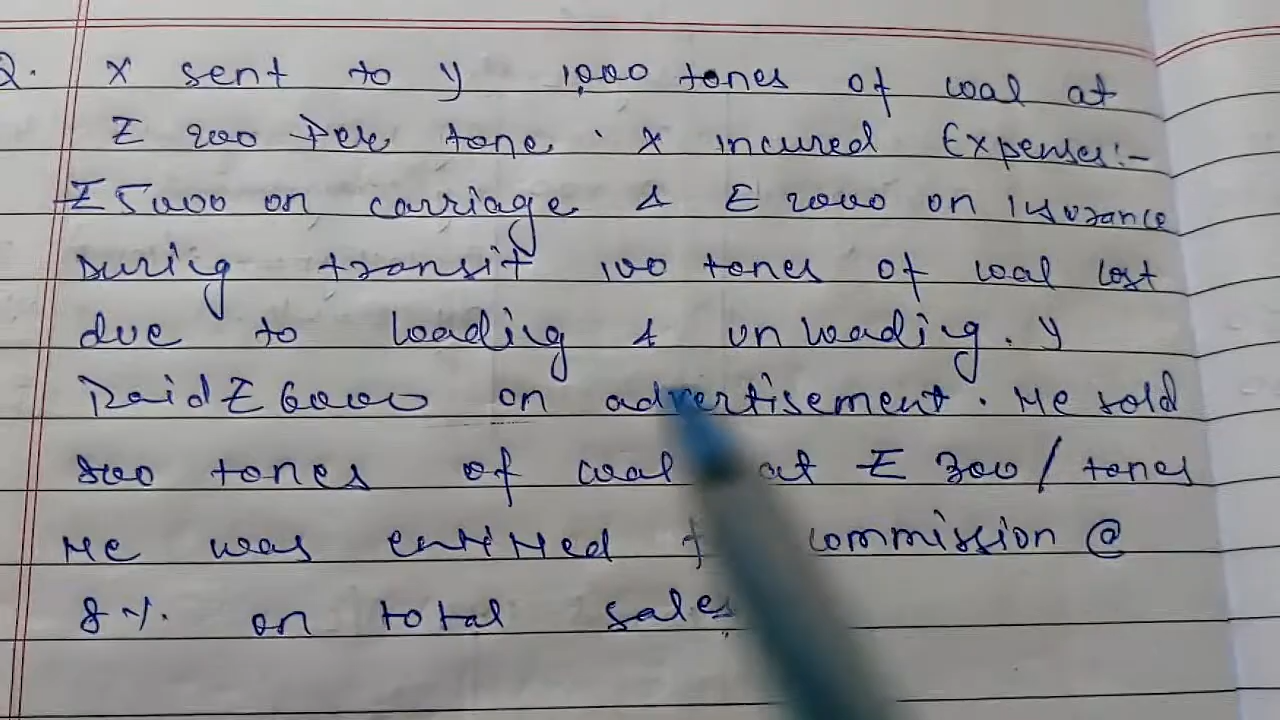 Q. X sent to Y 1,000 tones of coal at
₹ 200 Per tone. X incured Expenses:-
₹ 5000 on carriage & ₹ 2000 on Insurance
During transit 100 tones of coal lost
due to loading & unloading. Y
Paid ₹ 6000 on advertisement. He sold
800 tones of coal at ₹ 300/tones
He was entitled commission @
8%. on total sales